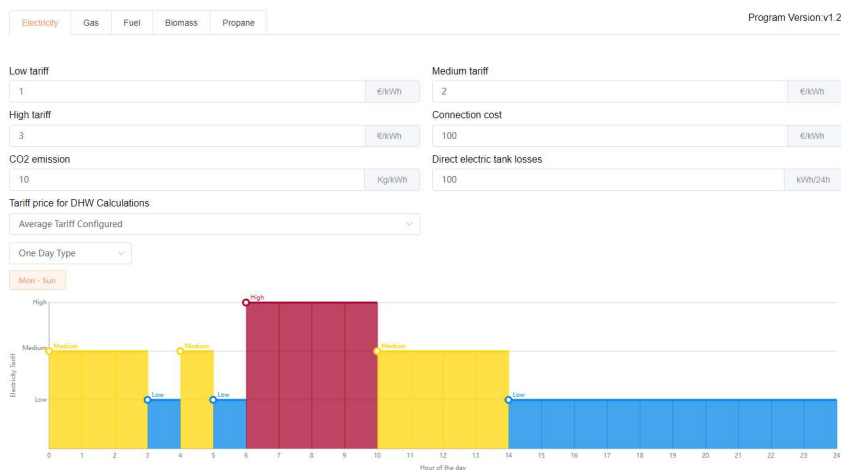 Electricity Gas Fuel Biomass Propane Program Version:v1.2
Low tariff Medium tariff
1 €/kWh 2 €/kWh
High tariff Connection cost
3 €/kWh 100 €/kWh
CO2 emission Direct electric tank losses
10 Kg/kWh 100 kWh/24h
Tariff price for DHW Calculations
Average Tariff Configured
One Day Type
Mon - Sun
High High
Medium Medium Medium Medium
Low Low Low Low
Electricity Tariff
0 1 2 3 4 5 6 7 8 9 10 11 12 13 14 15 16 17 18 19 20 21 22 23 24
Hour of the day